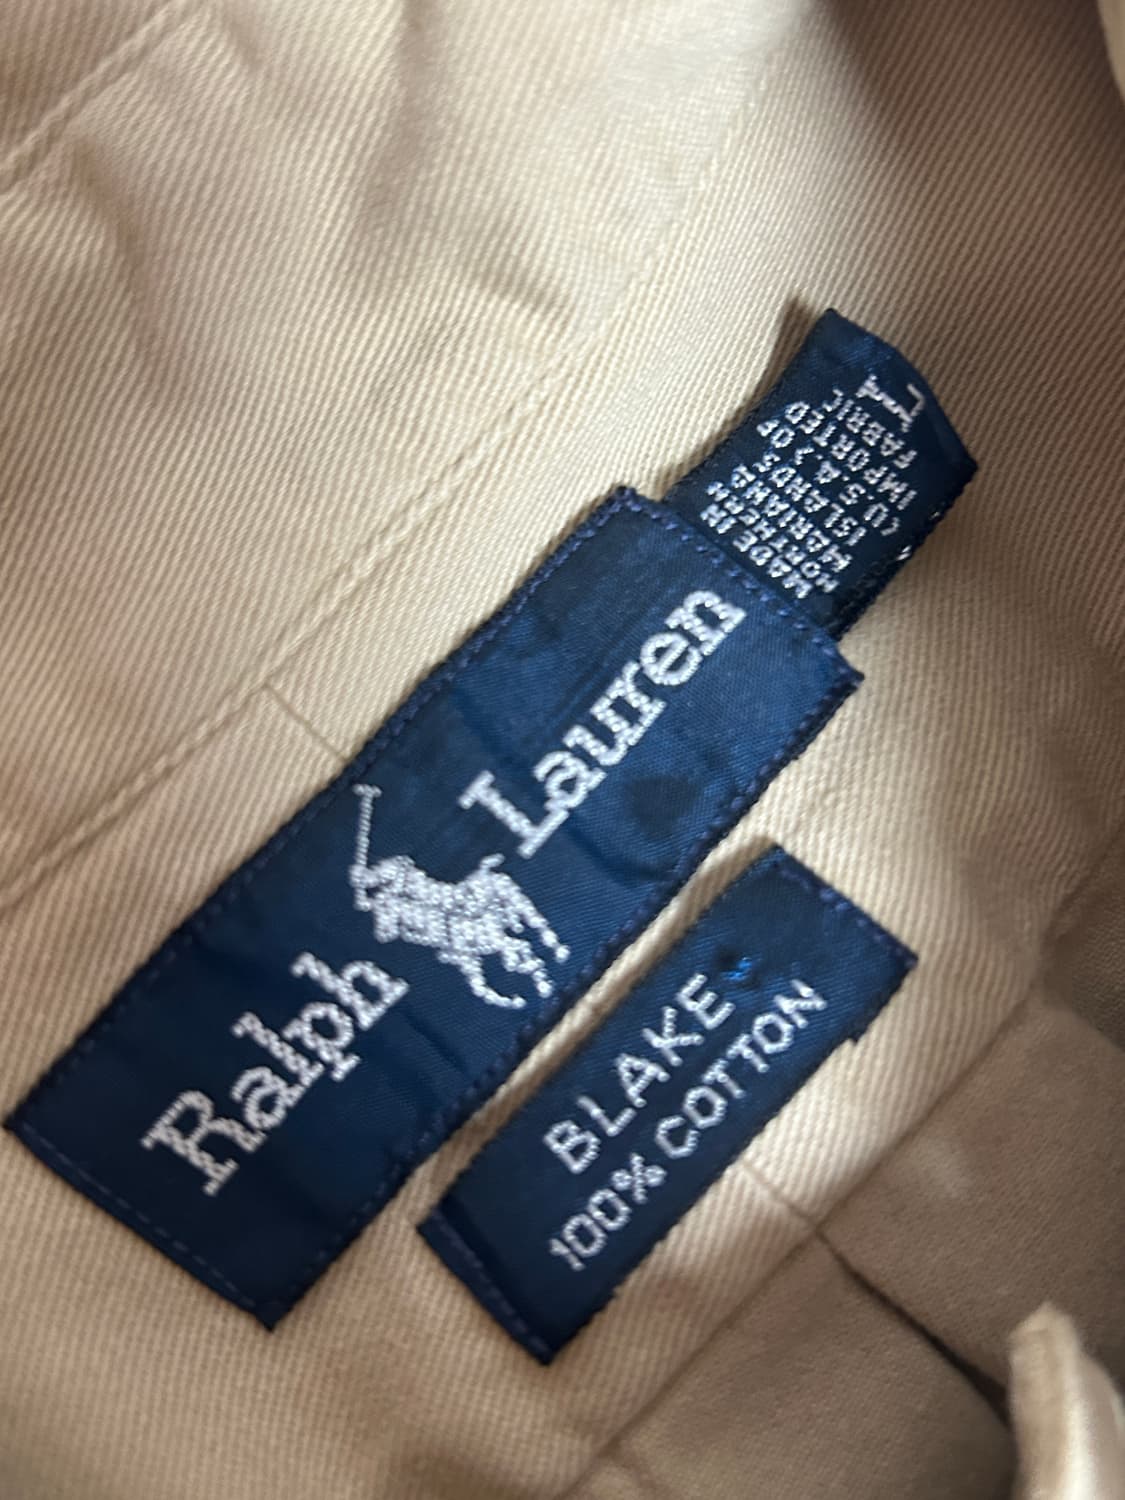 L
MADE IN
NORTHERN
MARIANA
ISLANDS OF
(U.S.A.)
IMPORTED
FABRIC
Ralph Lauren
BLAKE
100% COTTON